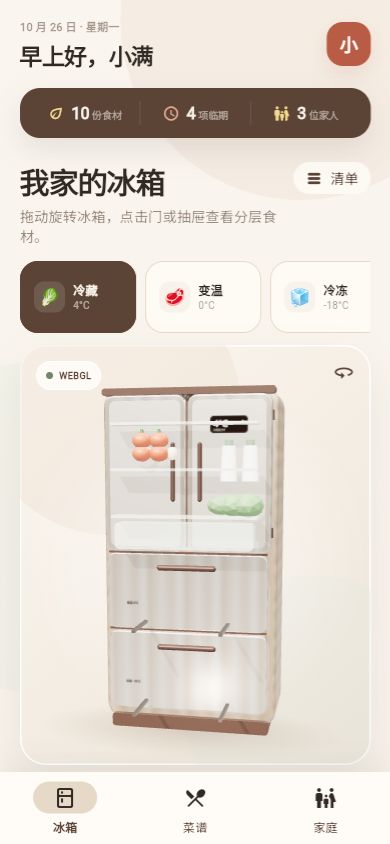 10 月 26 日 · 星期一
早上好，小满
小
10 份食材
4 项临期
3 位家人
我家的冰箱
清单
拖动旋转冰箱，点击门或抽屉查看分层食
材。
冷藏
4°C
变温
0°C
冷冻
-18°C
WEBGL
冰箱
菜谱
家庭